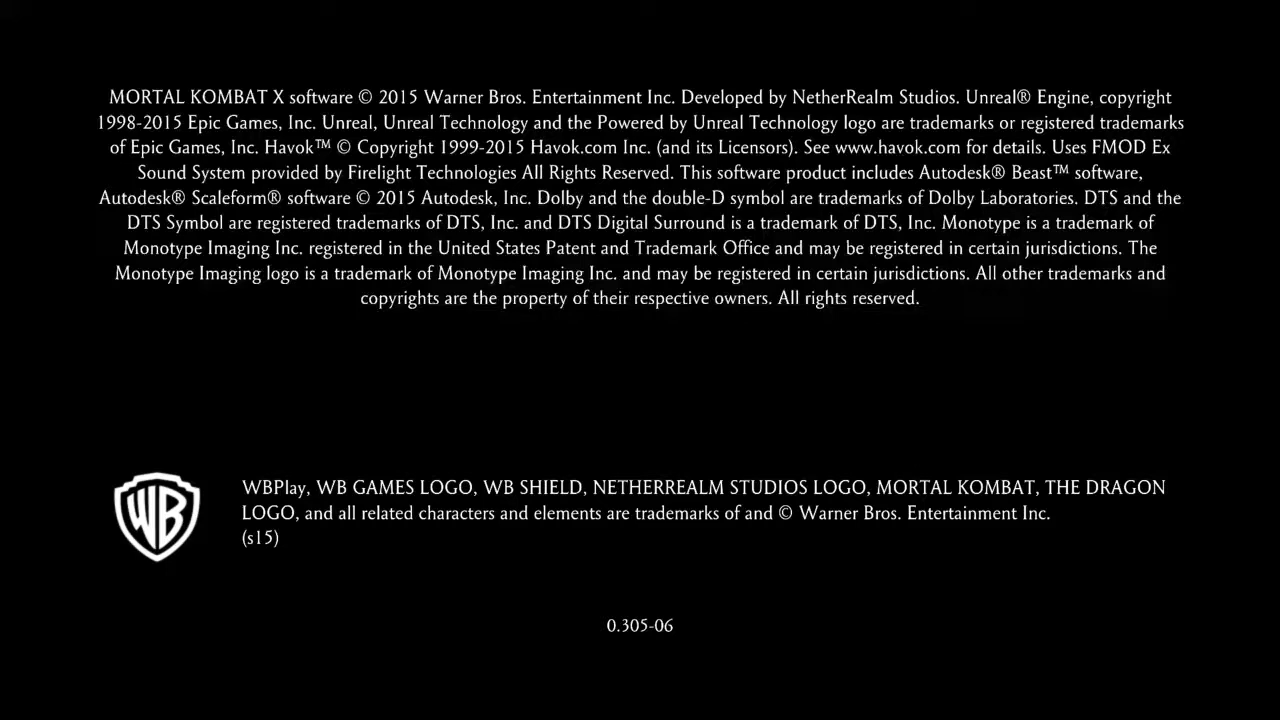 MORTAL KOMBAT X software © 2015 Warner Bros. Entertainment Inc. Developed by NetherRealm Studios. Unreal® Engine, copyright
1998-2015 Epic Games, Inc. Unreal, Unreal Technology and the Powered by Unreal Technology logo are trademarks or registered trademarks
of Epic Games, Inc. Havok™ © Copyright 1999-2015 Havok.com Inc. (and its Licensors). See www.havok.com for details. Uses FMOD Ex
Sound System provided by Firelight Technologies All Rights Reserved. This software product includes Autodesk® Beast™ software,
Autodesk® Scaleform® software © 2015 Autodesk, Inc. Dolby and the double-D symbol are trademarks of Dolby Laboratories. DTS and the
DTS Symbol are registered trademarks of DTS, Inc. and DTS Digital Surround is a trademark of DTS, Inc. Monotype is a trademark of
Monotype Imaging Inc. registered in the United States Patent and Trademark Office and may be registered in certain jurisdictions. The
Monotype Imaging logo is a trademark of Monotype Imaging Inc. and may be registered in certain jurisdictions. All other trademarks and
copyrights are the property of their respective owners. All rights reserved.
WB
WBPlay, WB GAMES LOGO, WB SHIELD, NETHERREALM STUDIOS LOGO, MORTAL KOMBAT, THE DRAGON
LOGO, and all related characters and elements are trademarks of and © Warner Bros. Entertainment Inc.
(s15)
0.305-06